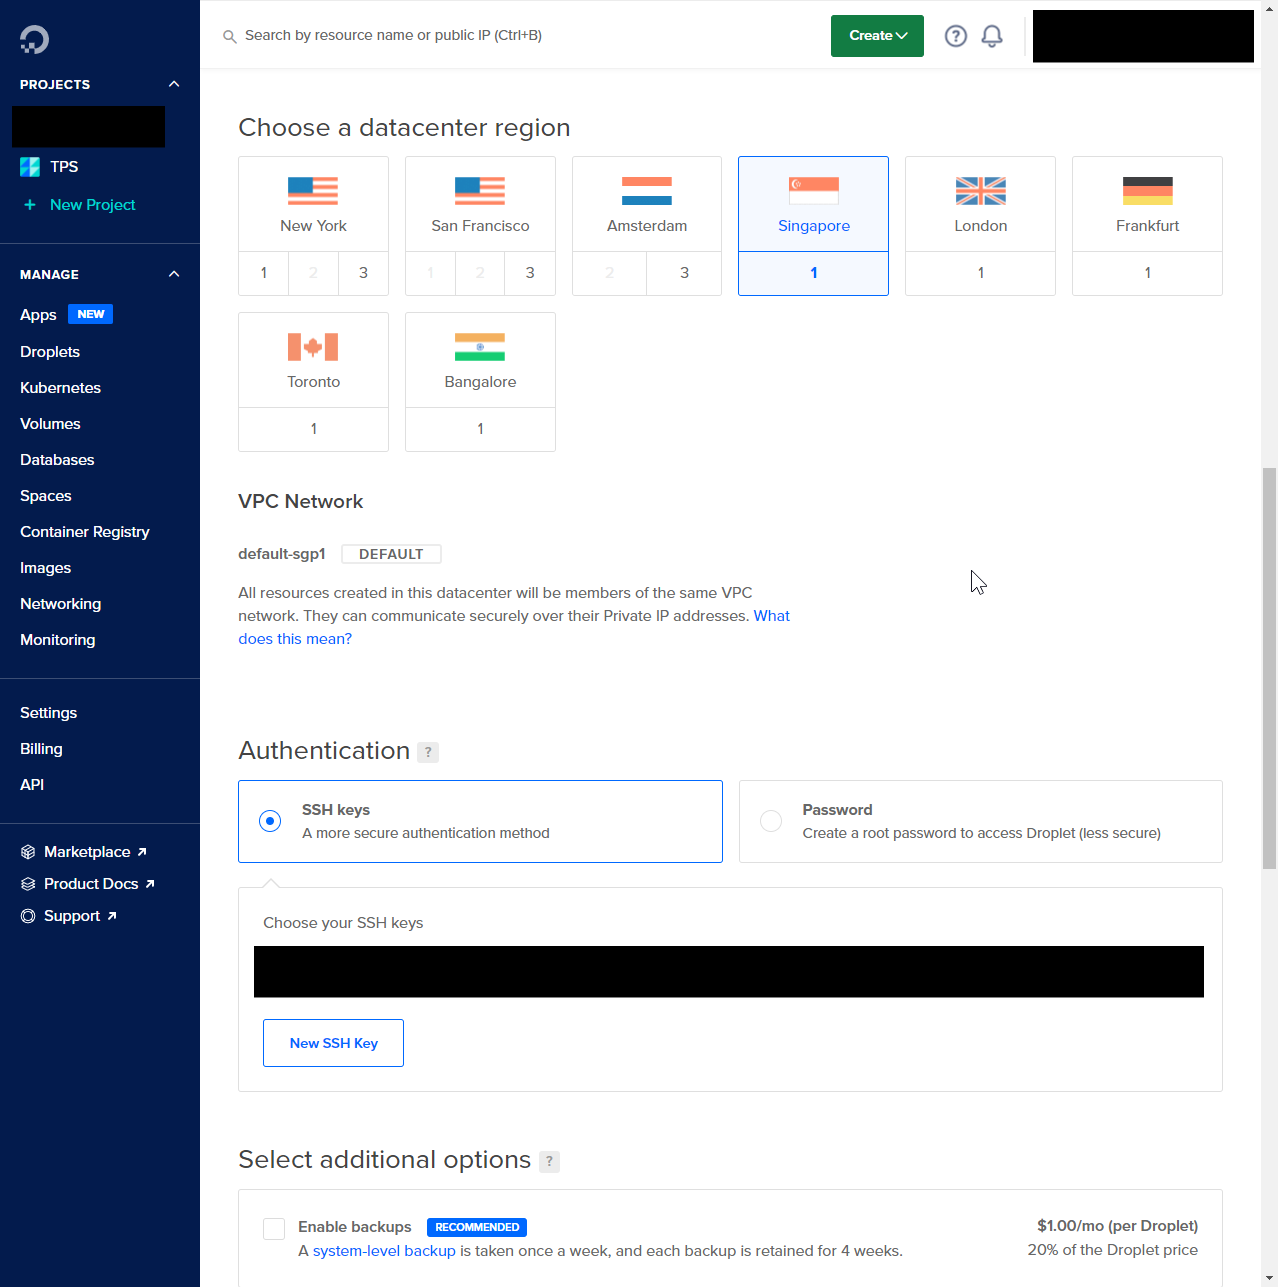 PROJECTS
TPS
+ New Project
MANAGE
Apps NEW
Droplets
Kubernetes
Volumes
Databases
Spaces
Container Registry
Images
Networking
Monitoring
Settings
Billing
API
Marketplace
Product Docs
Support
Search by resource name or public IP (Ctrl+B)
Create
?
Choose a datacenter region
New York
1 2 3
San Francisco
1 2 3
Amsterdam
2 3
Singapore
1
London
1
Frankfurt
1
Toronto
1
Bangalore
1
VPC Network
default-sgp1 DEFAULT
All resources created in this datacenter will be members of the same VPC
network. They can communicate securely over their Private IP addresses. What
does this mean?
Authentication ?
SSH keys
A more secure authentication method
Password
Create a root password to access Droplet (less secure)
Choose your SSH keys
New SSH Key
Select additional options ?
Enable backups RECOMMENDED
A system-level backup is taken once a week, and each backup is retained for 4 weeks.
$1.00/mo (per Droplet)
20% of the Droplet price